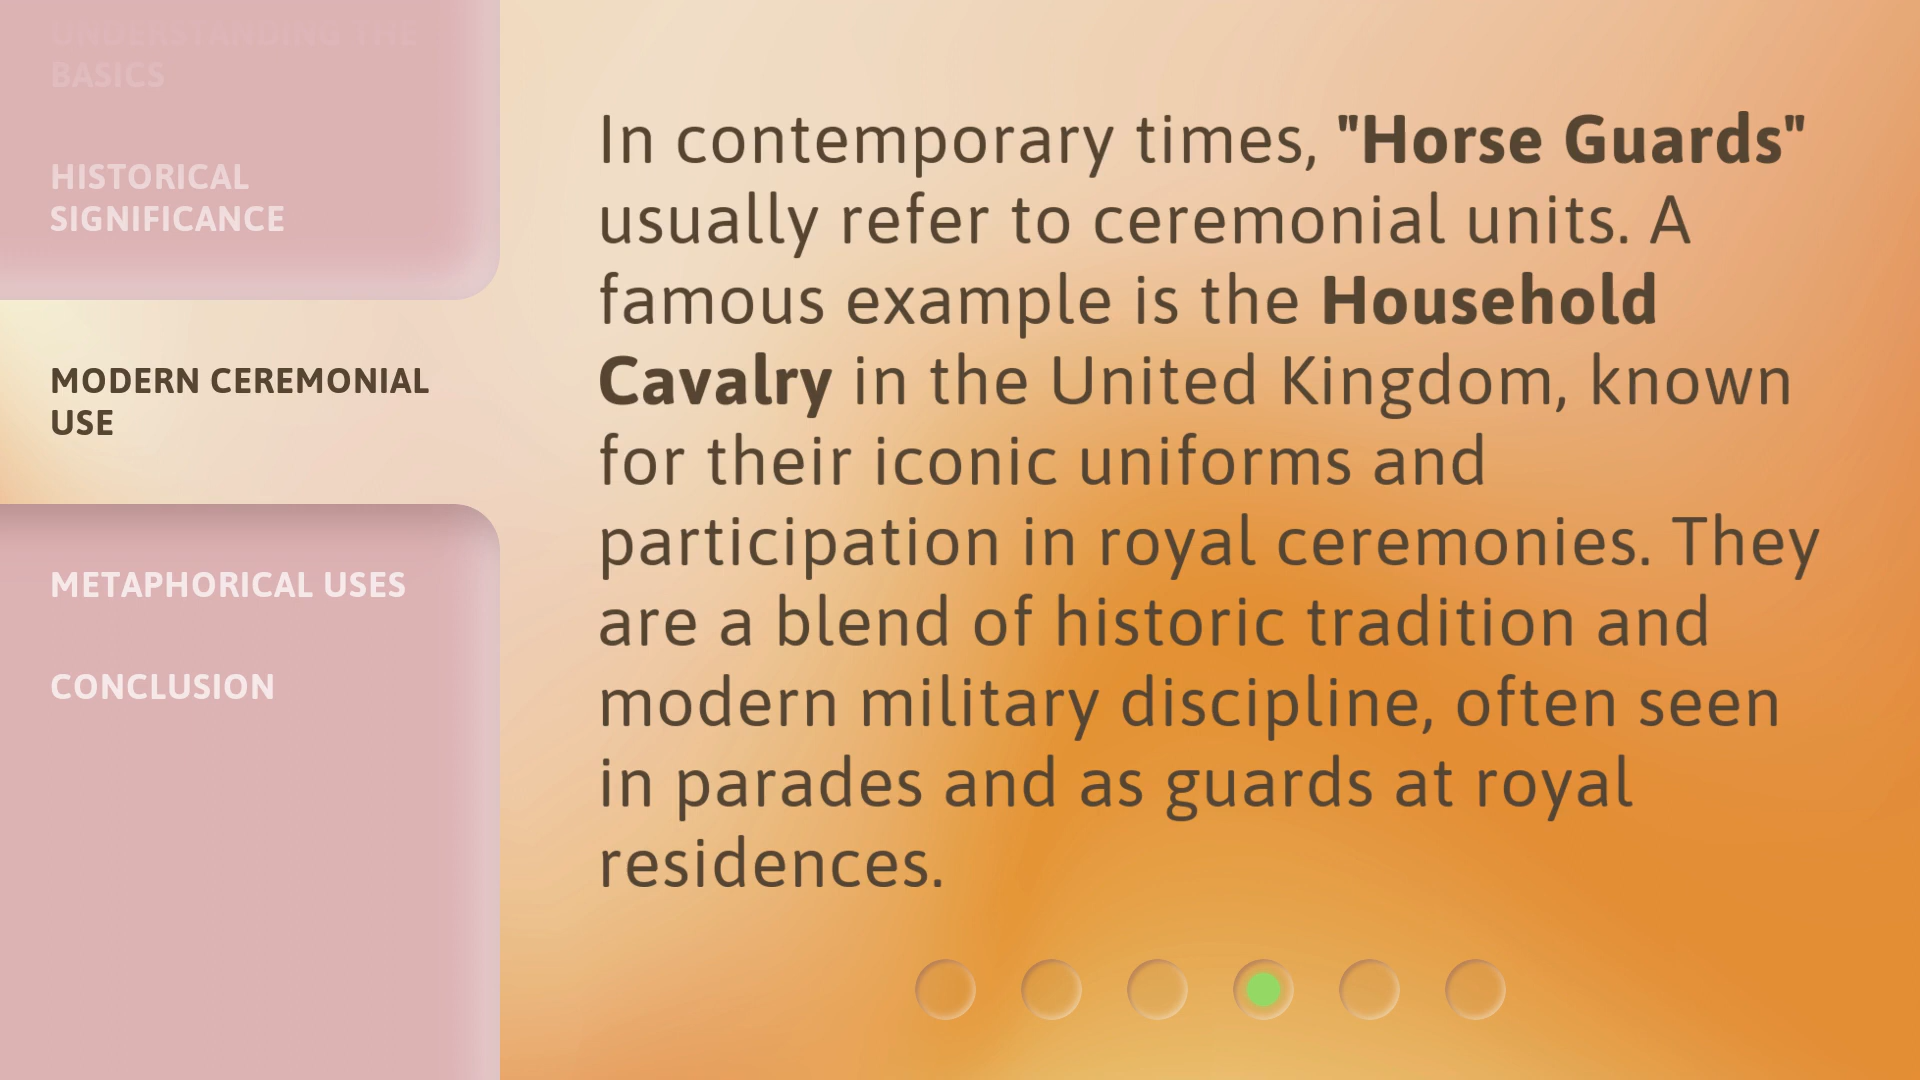 UNDERSTANDING THE
BASICS
HISTORICAL
SIGNIFICANCE
MODERN CEREMONIAL
USE
METAPHORICAL USES
CONCLUSION
In contemporary times, "Horse Guards"
usually refer to ceremonial units. A
famous example is the Household
Cavalry in the United Kingdom, known
for their iconic uniforms and
participation in royal ceremonies. They
are a blend of historic tradition and
modern military discipline, often seen
in parades and as guards at royal
residences.